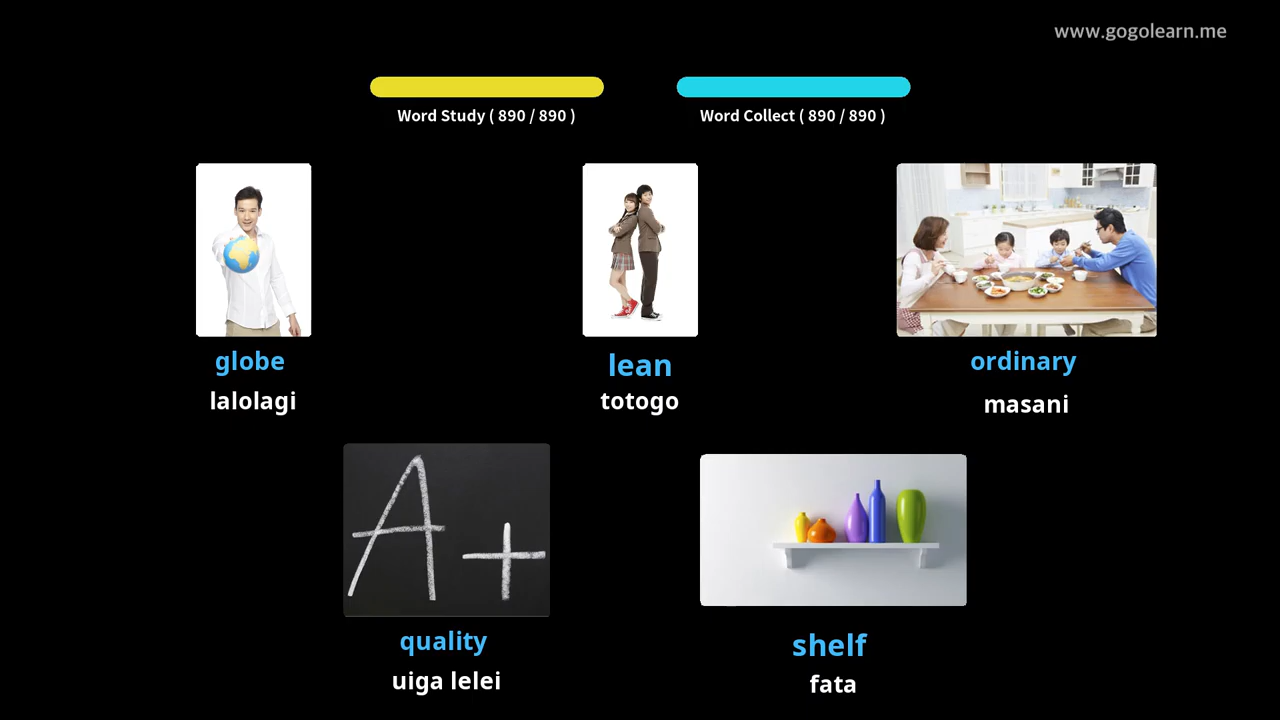 www.gogolearn.me
Word Study ( 890 / 890 )
Word Collect ( 890 / 890 )
globe
lalolagi
lean
totogo
ordinary
masani
A+
quality
uiga lelei
shelf
fata